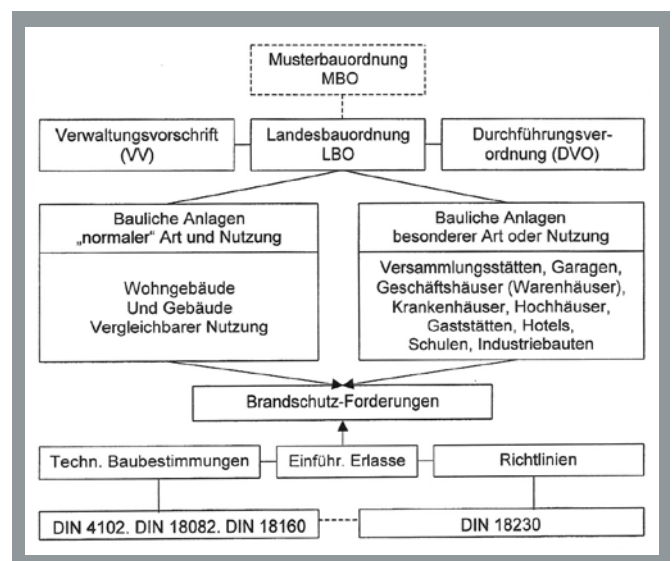 Musterbauordnung
MBO
Verwaltungsvorschrift
(VV)
Landesbauordnung
LBO
Durchführungsver-
ordnung (DVO)
Bauliche Anlagen
„normaler" Art und Nutzung
Wohngebäude
Und Gebäude
Vergleichbarer Nutzung
Bauliche Anlagen
besonderer Art oder Nutzung
Versammlungsstätten, Garagen,
Geschäftshäuser (Warenhäuser),
Krankenhäuser, Hochhäuser,
Gaststätten, Hotels,
Schulen, Industriebauten
Brandschutz-Forderungen
Techn. Baubestimmungen
Einführ. Erlasse
Richtlinien
DIN 4102. DIN 18082. DIN 18160
DIN 18230